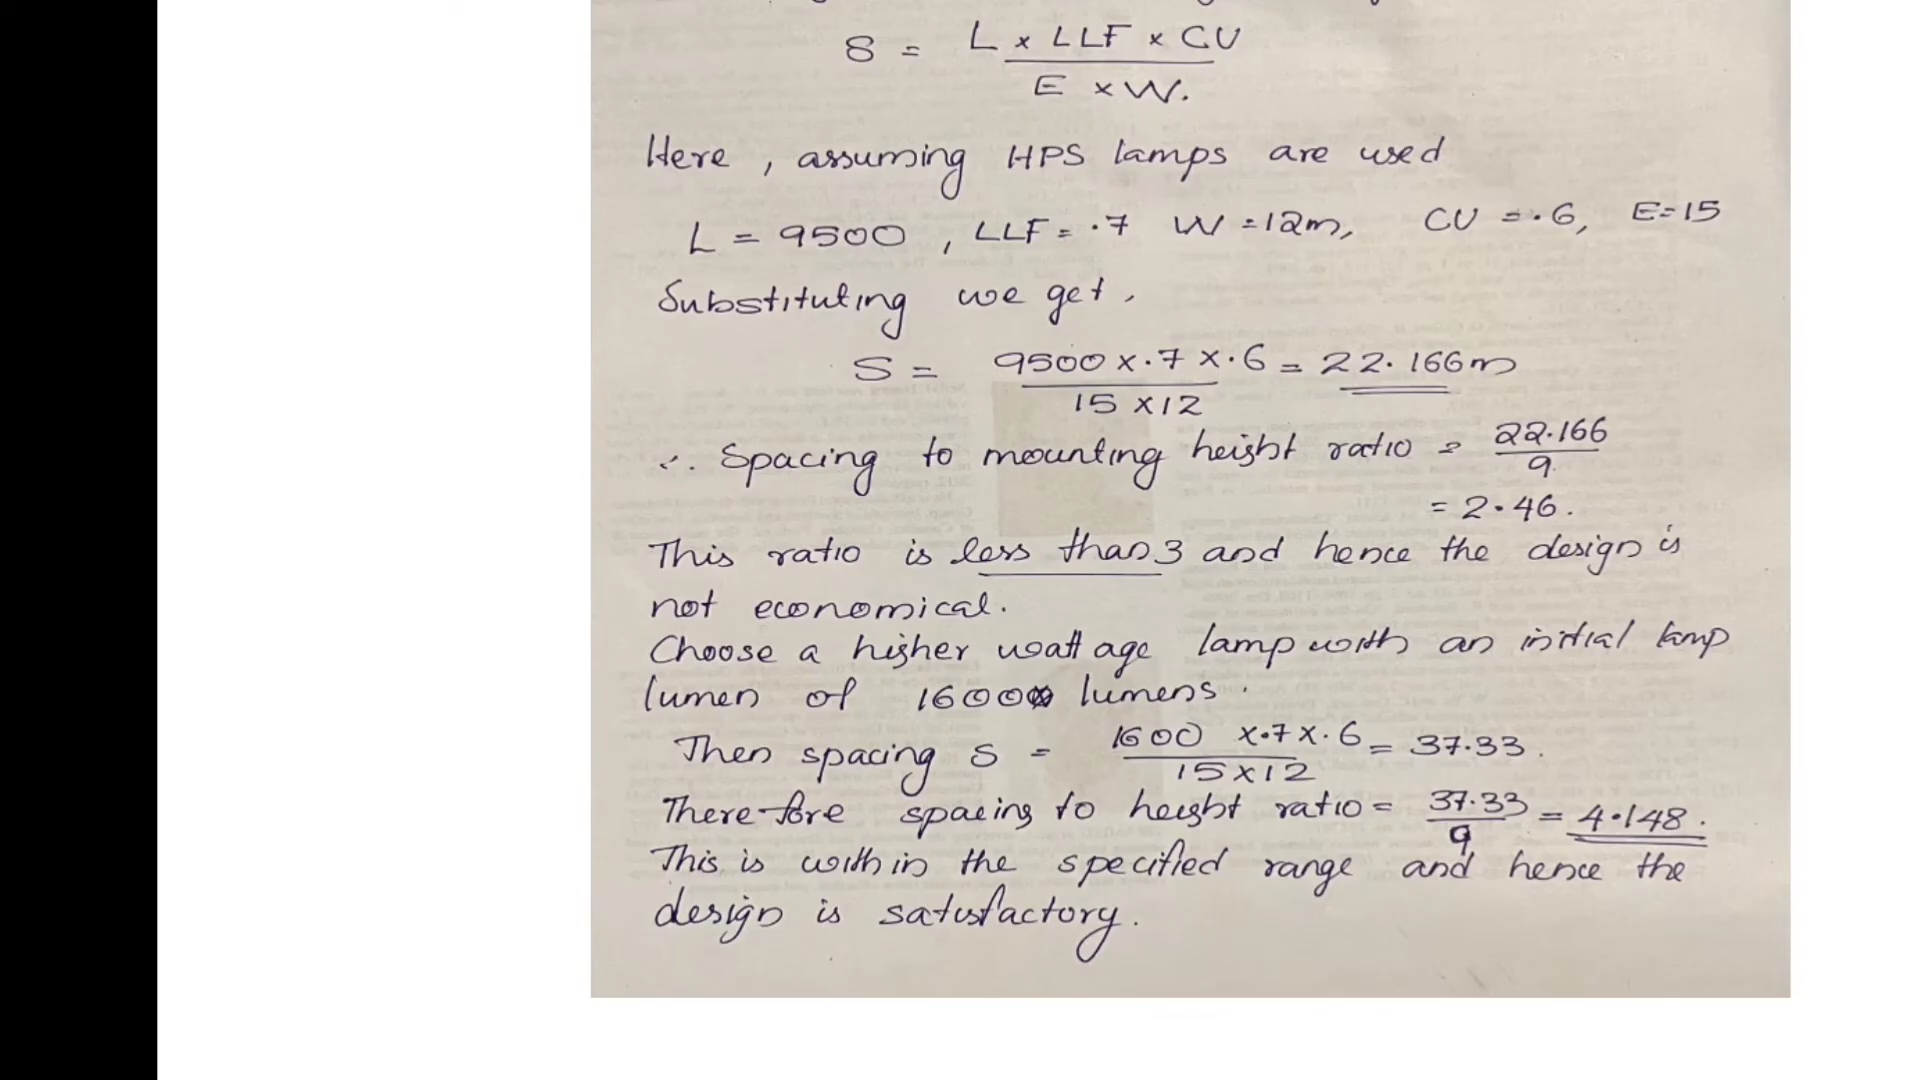 S = L x LLF x CU
E x W.
Here, assuming HPS lamps are used
L = 9500, LLF = .7 W = 12m, CU = .6, E=15
Substituting we get,
S = 9500 x .7 x .6 = 22.166m
15 x 12
∴ Spacing to mounting height ratio = 22.166
9
= 2.46.
This ratio is less than 3 and hence the design is
not economical.
Choose a higher wattage lamp with an initial lamp
lumen of 16000 lumens.
Then spacing S = 1600 x .7 x .6 = 37.33.
15 x 12
Therefore spacing to height ratio = 37.33 = 4.148.
9
This is within the specified range and hence the
design is satisfactory.